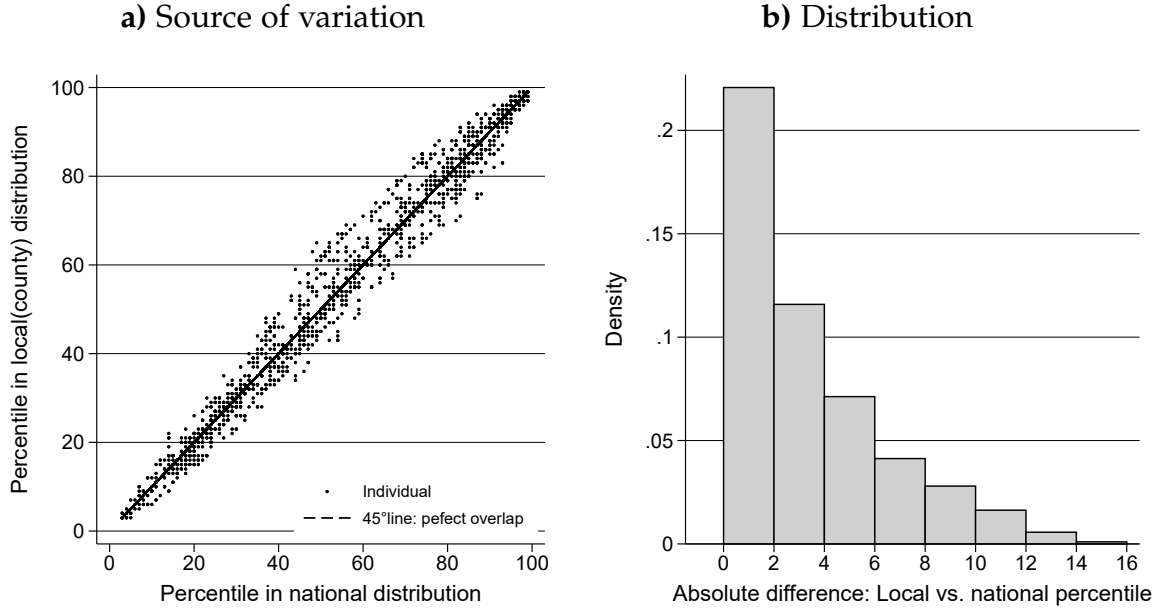 a) Source of variation
100
80
60
40
20
0
0 20 40 60 80 100
Percentile in local(county) distribution
Percentile in national distribution
Individual
45°line: pefect overlap
b) Distribution
.2
.15
.1
.05
0
0 2 4 6 8 10 12 14 16
Density
Absolute difference: Local vs. national percentile